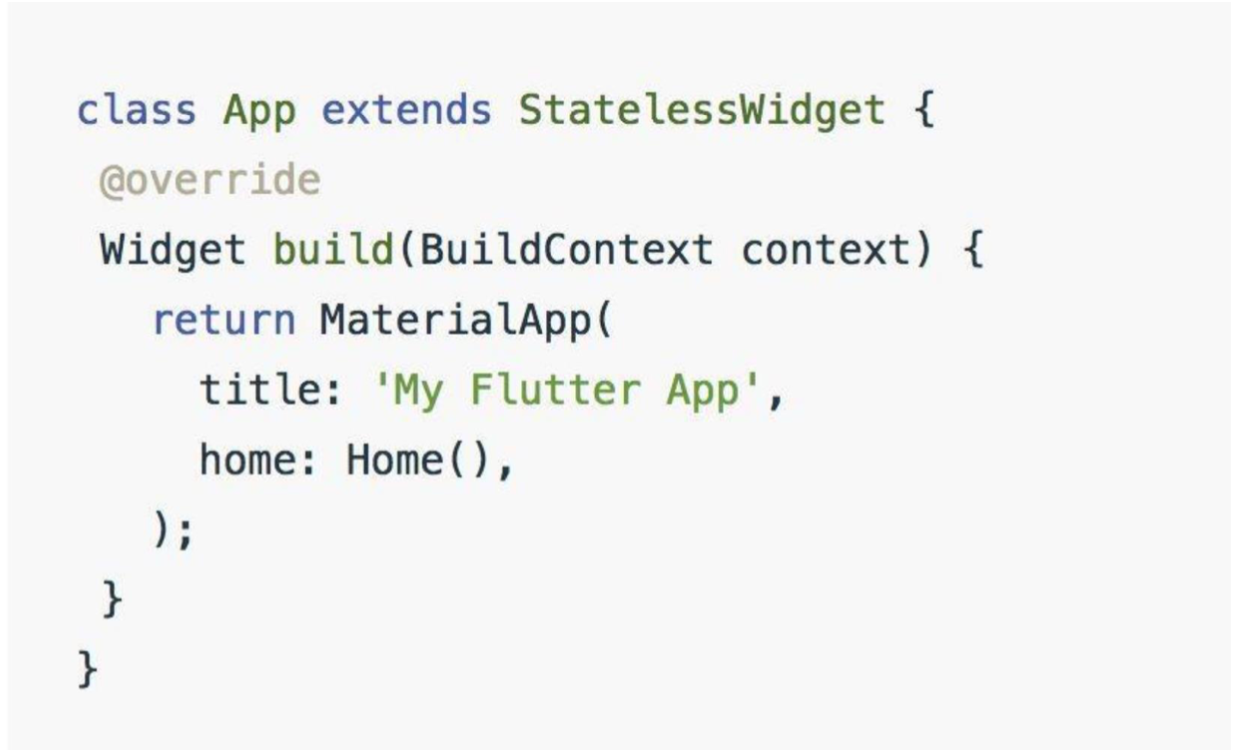 class App extends StatelessWidget {
 @override
 Widget build(BuildContext context) {
   return MaterialApp(
     title: 'My Flutter App',
     home: Home(),
   );
 }
}